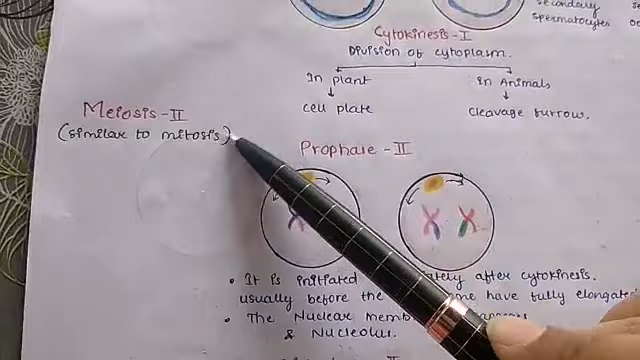 secondary
spermatocytes
Cytokinesis - I
Division of cytoplasm.
In plant
In Animals,
cell plate
cleavage furrow.
Meiosis - II
(similar to mitosis)
Prophase - II
• It is initiated after cytokinesis.
usually before the have fully elongated
• The Nuclear
& Nucleolus.